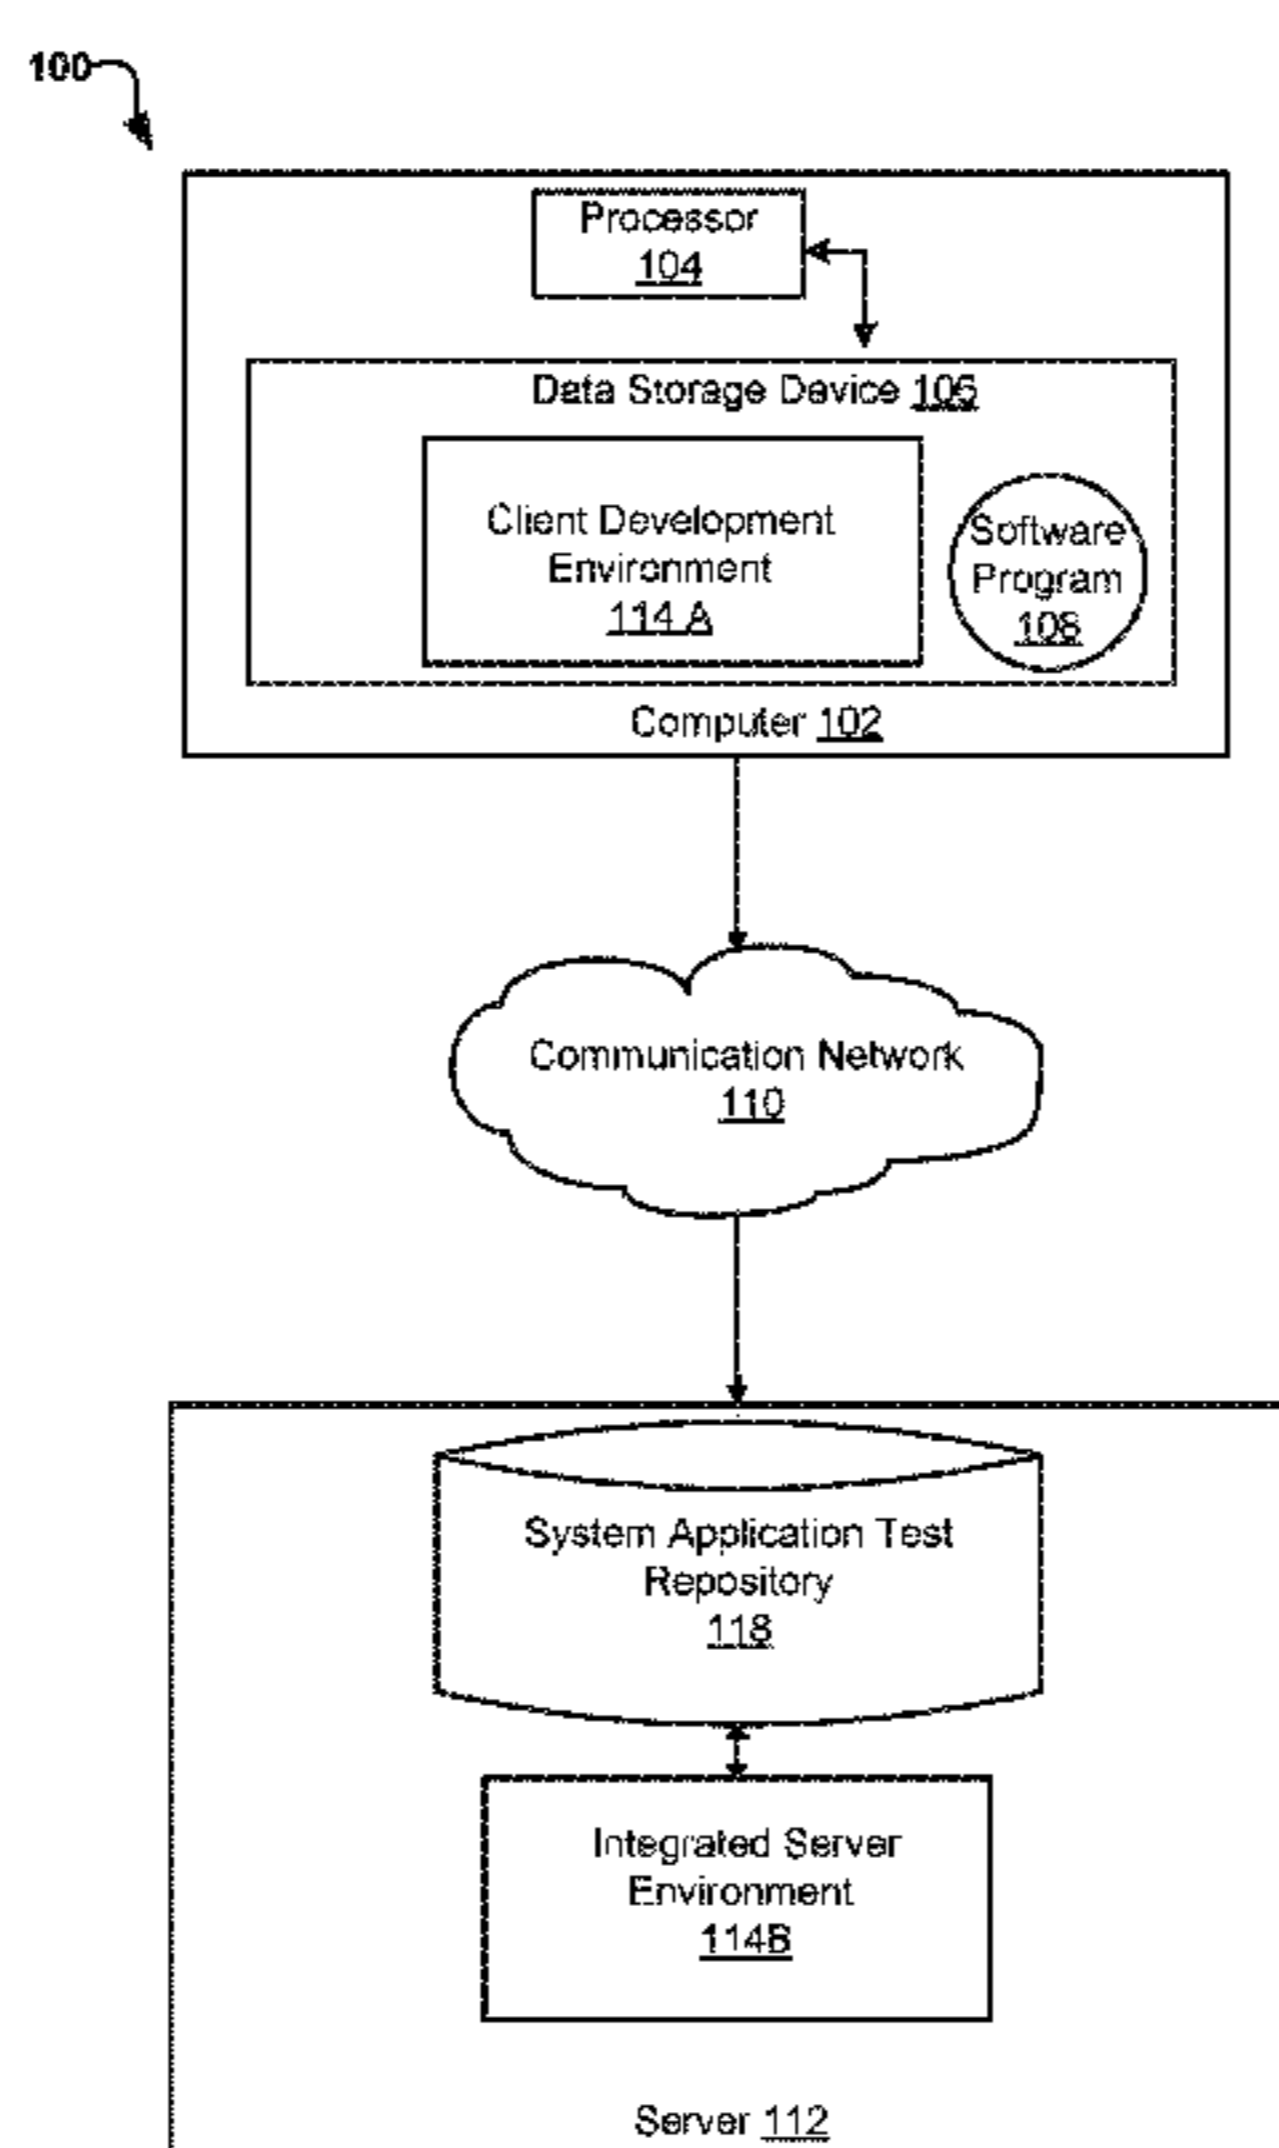 100
Processor
104
Data Storage Device 106
Client Development
Environment
114 A
Software
Program
108
Computer 102
Communication Network
110
System Application Test
Repository
118
Integrated Server
Environment
114B
Server 112